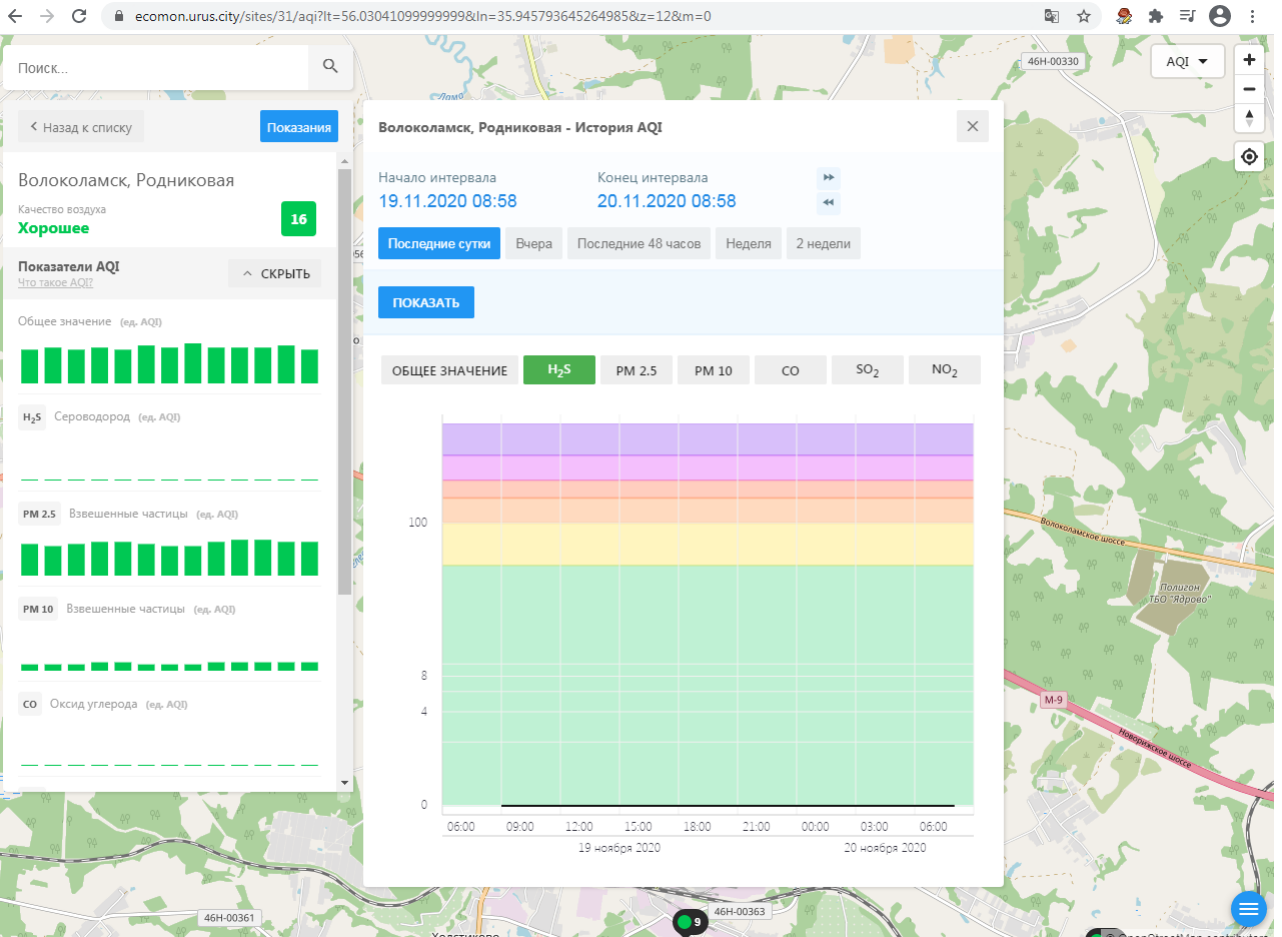 ecomon.urus.city/sites/31/aqi?lt=56.03041099999999&ln=35.945793645264985&z=12&m=0
Поиск...
46Н-00330
AQI
Лама
Назад к списку
Показания
Волоколамск, Родниковая - История AQI
Волоколамск, Родниковая
Качество воздуха
Хорошее
16
Начало интервала
Конец интервала
19.11.2020 08:58
20.11.2020 08:58
Последние сутки
Вчера
Последние 48 часов
Неделя
2 недели
Показатели AQI
Что такое AQI?
СКРЫТЬ
ПОКАЗАТЬ
Общее значение (ед. AQI)
ОБЩЕЕ ЗНАЧЕНИЕ
H₂S
PM 2.5
PM 10
CO
SO₂
NO₂
H₂S Сероводород (ед. AQI)
PM 2.5 Взвешенные частицы (ед. AQI)
PM 10 Взвешенные частицы (ед. AQI)
CO Оксид углерода (ед. AQI)
100
8
4
0
06:00 09:00 12:00 15:00 18:00 21:00 00:00 03:00 06:00
19 ноября 2020
20 ноября 2020
Волоколамское шоссе
Полигон
ТБО "Ядрово"
М-9
Новорижское шоссе
46Н-00361
46Н-00363
9
Холстиково
© OpenStreetMap contributors